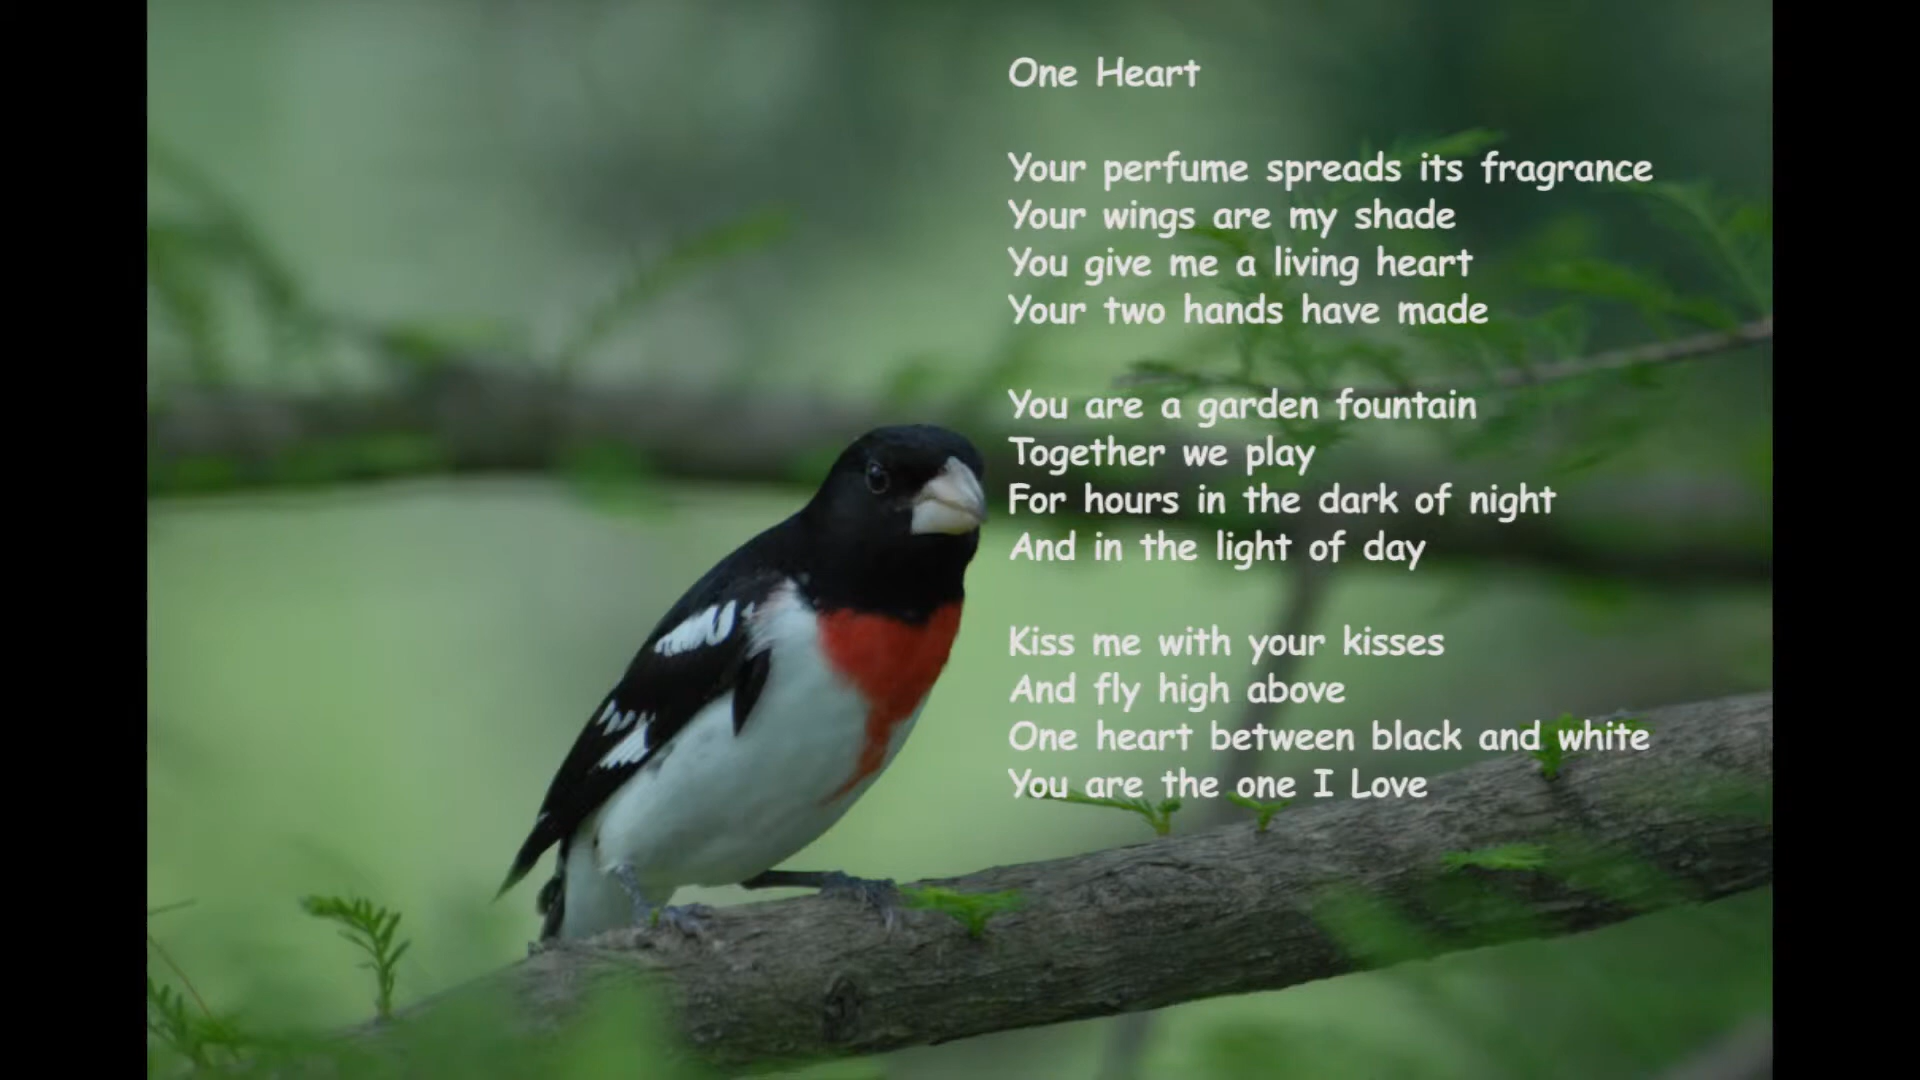 One Heart
Your perfume spreads its fragrance
Your wings are my shade
You give me a living heart
Your two hands have made
You are a garden fountain
Together we play
For hours in the dark of night
And in the light of day
Kiss me with your kisses
And fly high above
One heart between black and white
You are the one I Love